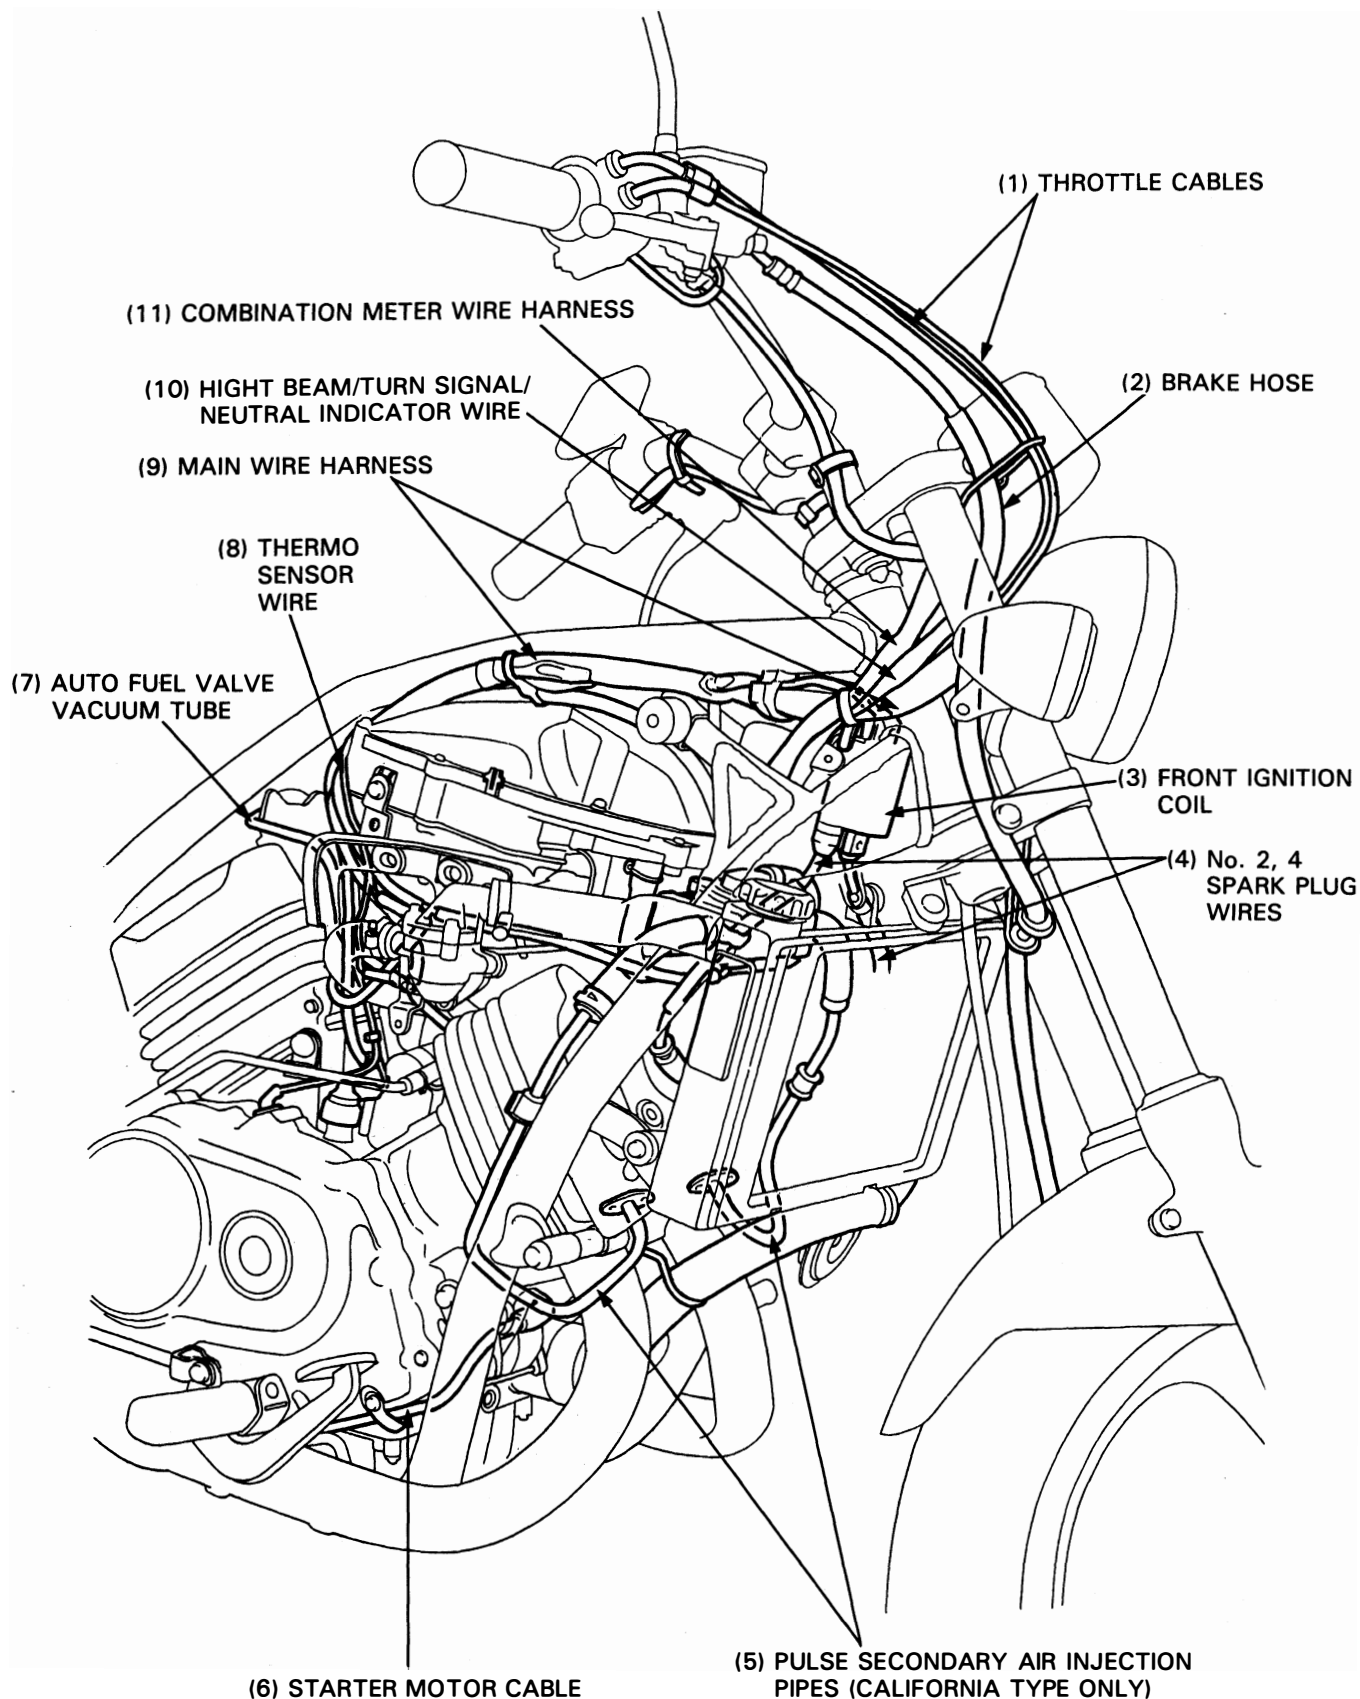 (1) THROTTLE CABLES
(11) COMBINATION METER WIRE HARNESS
(10) HIGHT BEAM/TURN SIGNAL/
NEUTRAL INDICATOR WIRE
(2) BRAKE HOSE
(9) MAIN WIRE HARNESS
(8) THERMO
SENSOR
WIRE
(7) AUTO FUEL VALVE
VACUUM TUBE
(3) FRONT IGNITION
COIL
(4) No. 2, 4
SPARK PLUG
WIRES
(5) PULSE SECONDARY AIR INJECTION
PIPES (CALIFORNIA TYPE ONLY)
(6) STARTER MOTOR CABLE